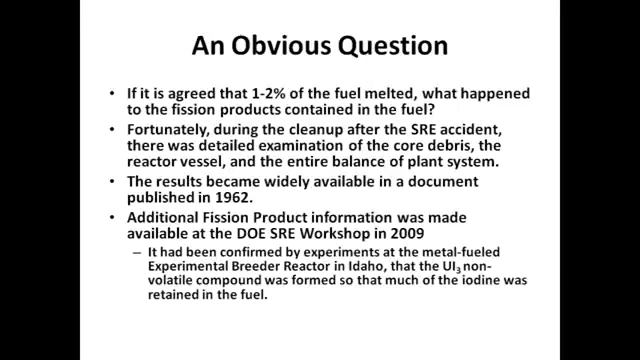 An Obvious Question
• If it is agreed that 1-2% of the fuel melted, what happened
to the fission products contained in the fuel?
• Fortunately, during the cleanup after the SRE accident,
there was detailed examination of the core debris, the
reactor vessel, and the entire balance of plant system.
• The results became widely available in a document
published in 1962.
• Additional Fission Product information was made
available at the DOE SRE Workshop in 2009
– It had been confirmed by experiments at the metal-fueled
Experimental Breeder Reactor in Idaho, that the UI₃ non-
volatile compound was formed so that much of the iodine was
retained in the fuel.